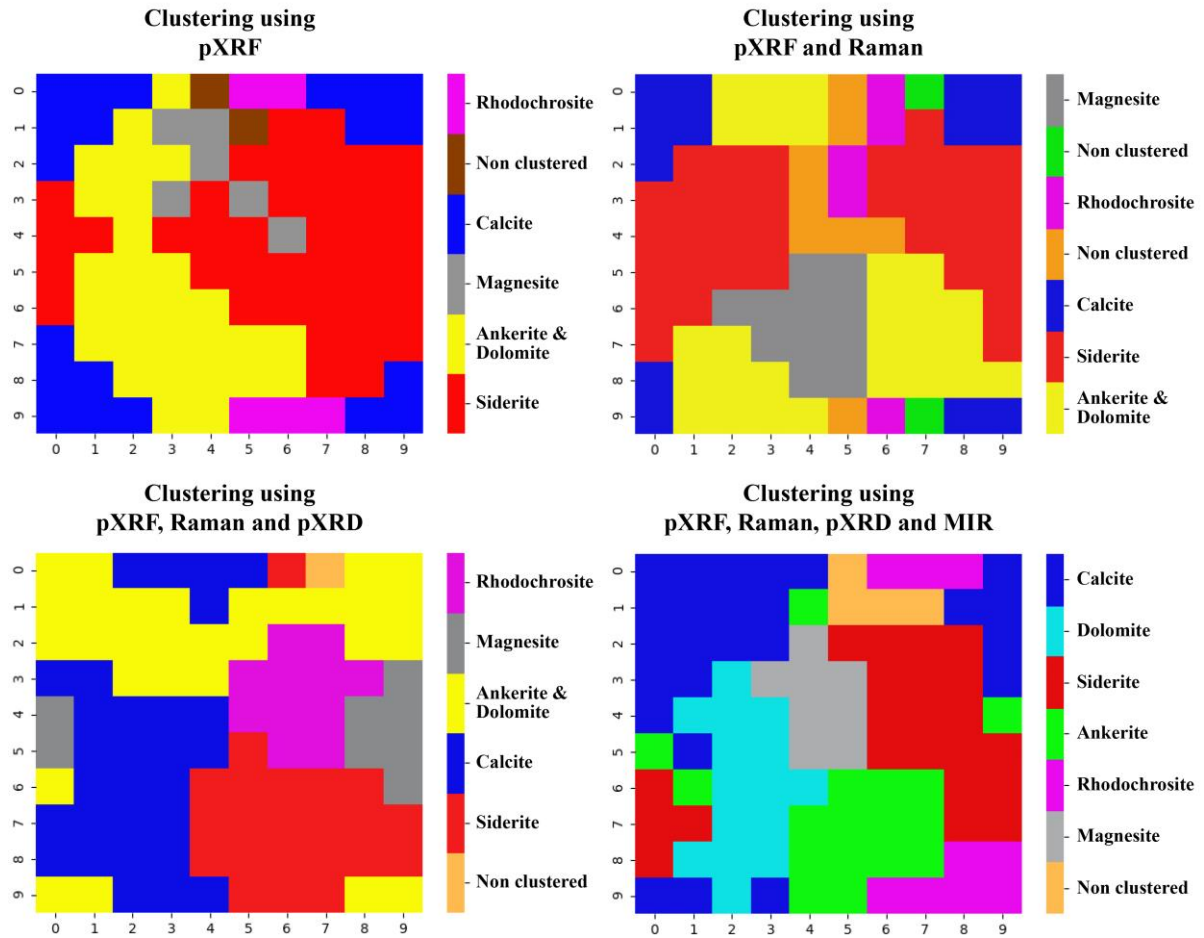 Clustering using
pXRF
0
1
2
3
4
5
6
7
8
9
0 1 2 3 4 5 6 7 8 9
Rhodochrosite
Non clustered
Calcite
Magnesite
Ankerite &
Dolomite
Siderite
Clustering using
pXRF and Raman
0
1
2
3
4
5
6
7
8
9
0 1 2 3 4 5 6 7 8 9
Magnesite
Non clustered
Rhodochrosite
Non clustered
Calcite
Siderite
Ankerite &
Dolomite
Clustering using
pXRF, Raman and pXRD
0
1
2
3
4
5
6
7
8
9
0 1 2 3 4 5 6 7 8 9
Rhodochrosite
Magnesite
Ankerite &
Dolomite
Calcite
Siderite
Non clustered
Clustering using
pXRF, Raman, pXRD and MIR
0
1
2
3
4
5
6
7
8
9
0 1 2 3 4 5 6 7 8 9
Calcite
Dolomite
Siderite
Ankerite
Rhodochrosite
Magnesite
Non clustered